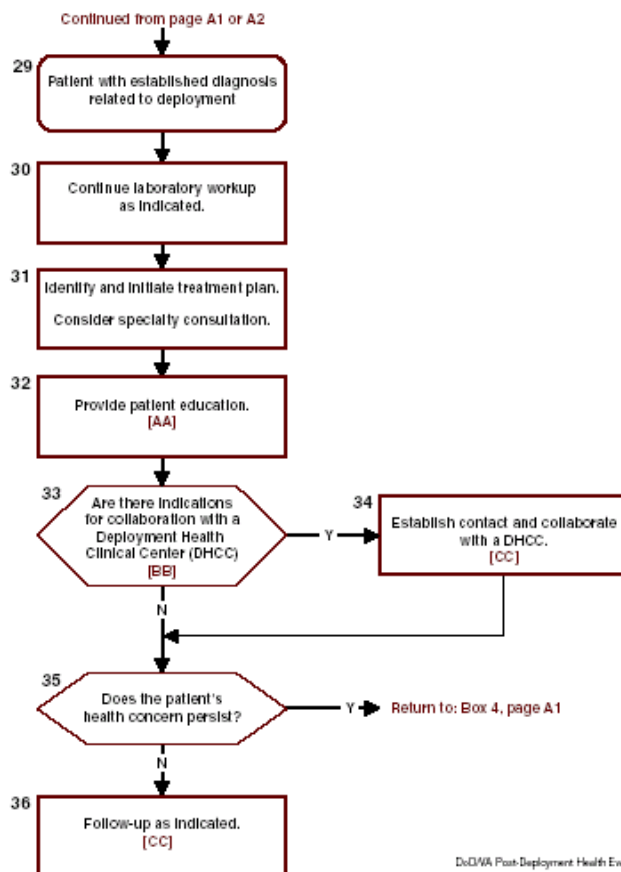 Continued from page A1 or A2
29
Patient with established diagnosis
related to deployment
30
Continue laboratory workup
as indicated.
31
Identify and initiate treatment plan.
Consider specialty consultation.
32
Provide patient education.
[AA]
33
Are there indications
for collaboration with a
Deployment Health
Clinical Center (DHCC)
[BB]
Y
34
Establish contact and collaborate
with a DHCC.
[CC]
N
35
Does the patient's
health concern persist?
Y
Return to: Box 4, page A1
N
36
Follow-up as indicated.
[CC]
DoD/VA Post-Deployment Health Ev